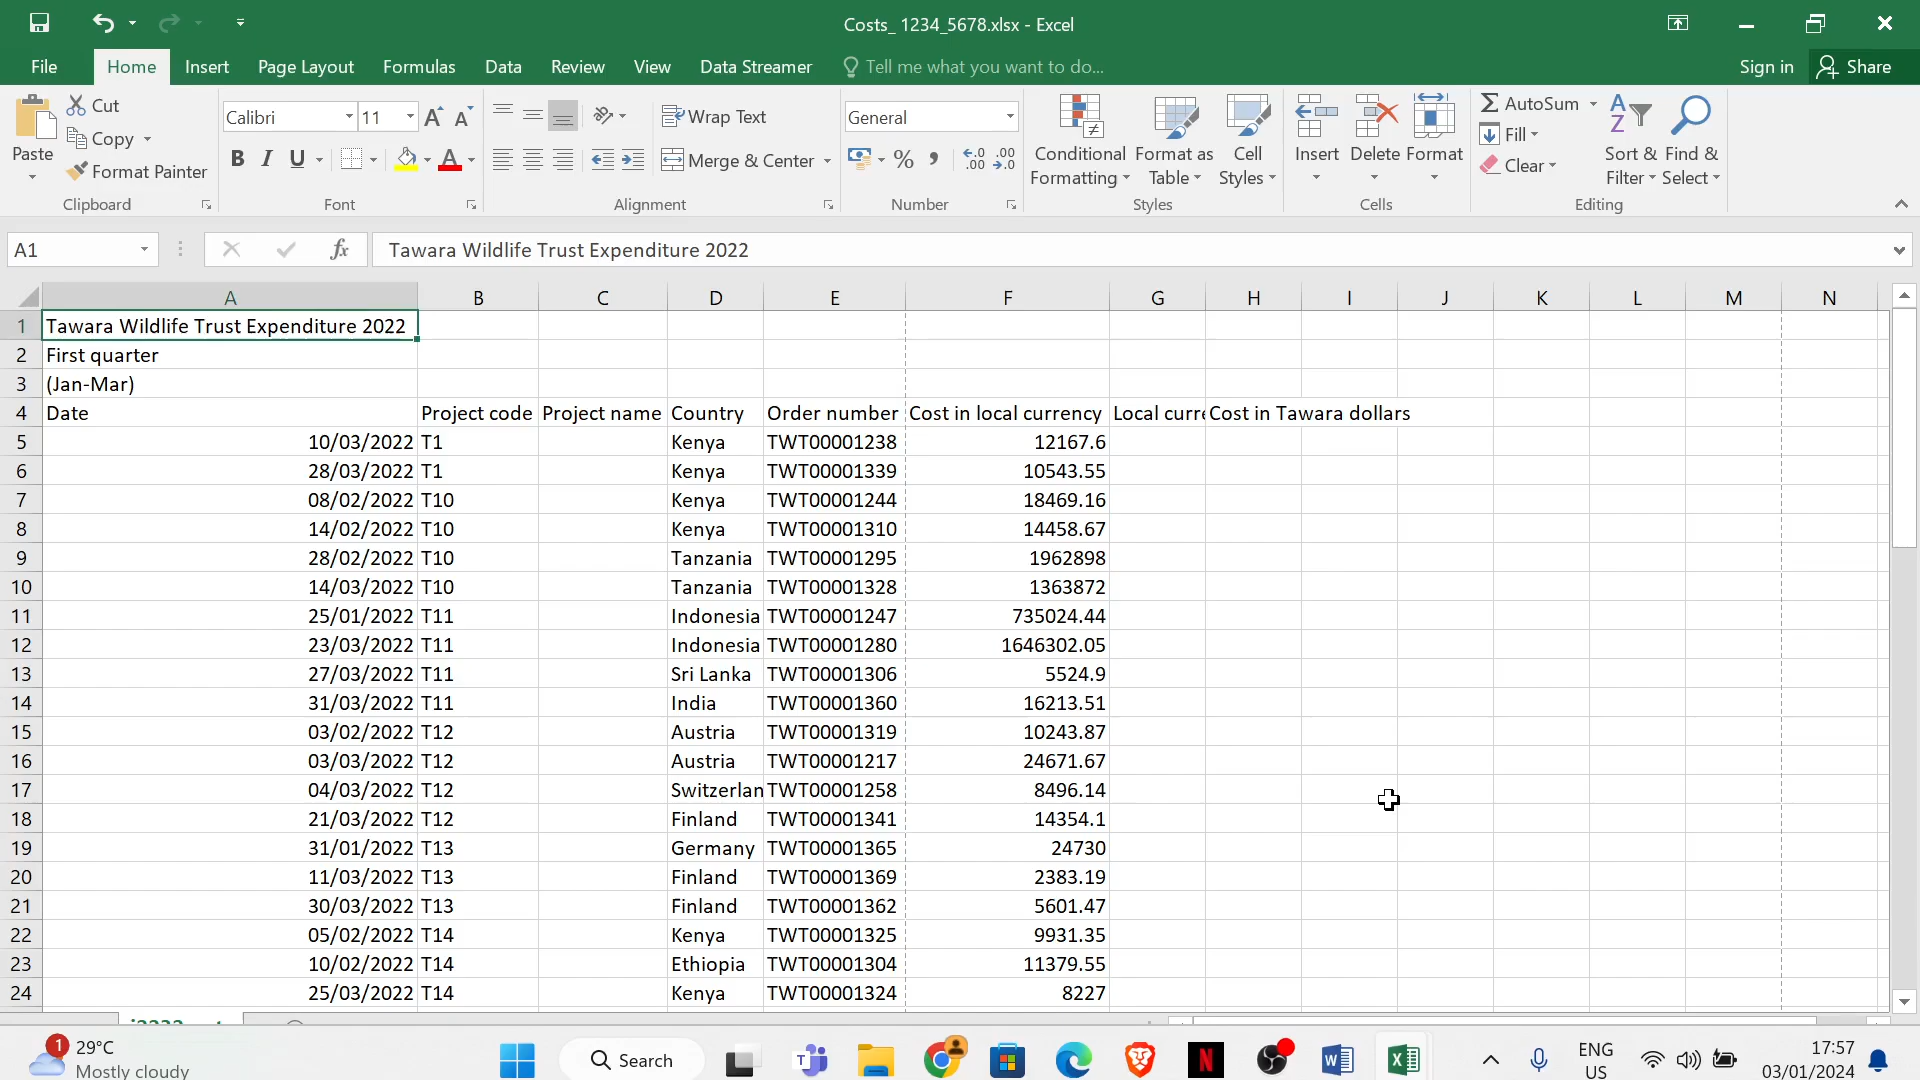 Costs_ 1234_5678.xlsx - Excel
File Home Insert Page Layout Formulas Data Review View Data Streamer Tell me what you want to do... Sign in Share
Paste
Cut
Copy
Format Painter
Clipboard
Calibri 11
B I U
Font
Wrap Text
Merge & Center
Alignment
General
Number
Conditional Formatting
Format as Table
Cell Styles
Styles
Insert Delete Format
Cells
AutoSum
Fill
Clear
Sort & Filter
Find & Select
Editing
A1 fx Tawara Wildlife Trust Expenditure 2022
A B C D E F G H I J K L M N
1 Tawara Wildlife Trust Expenditure 2022
2 First quarter
3 (Jan-Mar)
4 Date Project code Project name Country Order number Cost in local currency Local curre Cost in Tawara dollars
5 10/03/2022 T1 Kenya TWT00001238 12167.6
6 28/03/2022 T1 Kenya TWT00001339 10543.55
7 08/02/2022 T10 Kenya TWT00001244 18469.16
8 14/02/2022 T10 Kenya TWT00001310 14458.67
9 28/02/2022 T10 Tanzania TWT00001295 1962898
10 14/03/2022 T10 Tanzania TWT00001328 1363872
11 25/01/2022 T11 Indonesia TWT00001247 735024.44
12 23/03/2022 T11 Indonesia TWT00001280 1646302.05
13 27/03/2022 T11 Sri Lanka TWT00001306 5524.9
14 31/03/2022 T11 India TWT00001360 16213.51
15 03/02/2022 T12 Austria TWT00001319 10243.87
16 03/03/2022 T12 Austria TWT00001217 24671.67
17 04/03/2022 T12 Switzerlan TWT00001258 8496.14
18 21/03/2022 T12 Finland TWT00001341 14354.1
19 31/01/2022 T13 Germany TWT00001365 24730
20 11/03/2022 T13 Finland TWT00001369 2383.19
21 30/03/2022 T13 Finland TWT00001362 5601.47
22 05/02/2022 T14 Kenya TWT00001325 9931.35
23 10/02/2022 T14 Ethiopia TWT00001304 11379.55
24 25/03/2022 T14 Kenya TWT00001324 8227
1 29°C
Mostly cloudy
Search
ENG
US
17:57
03/01/2024